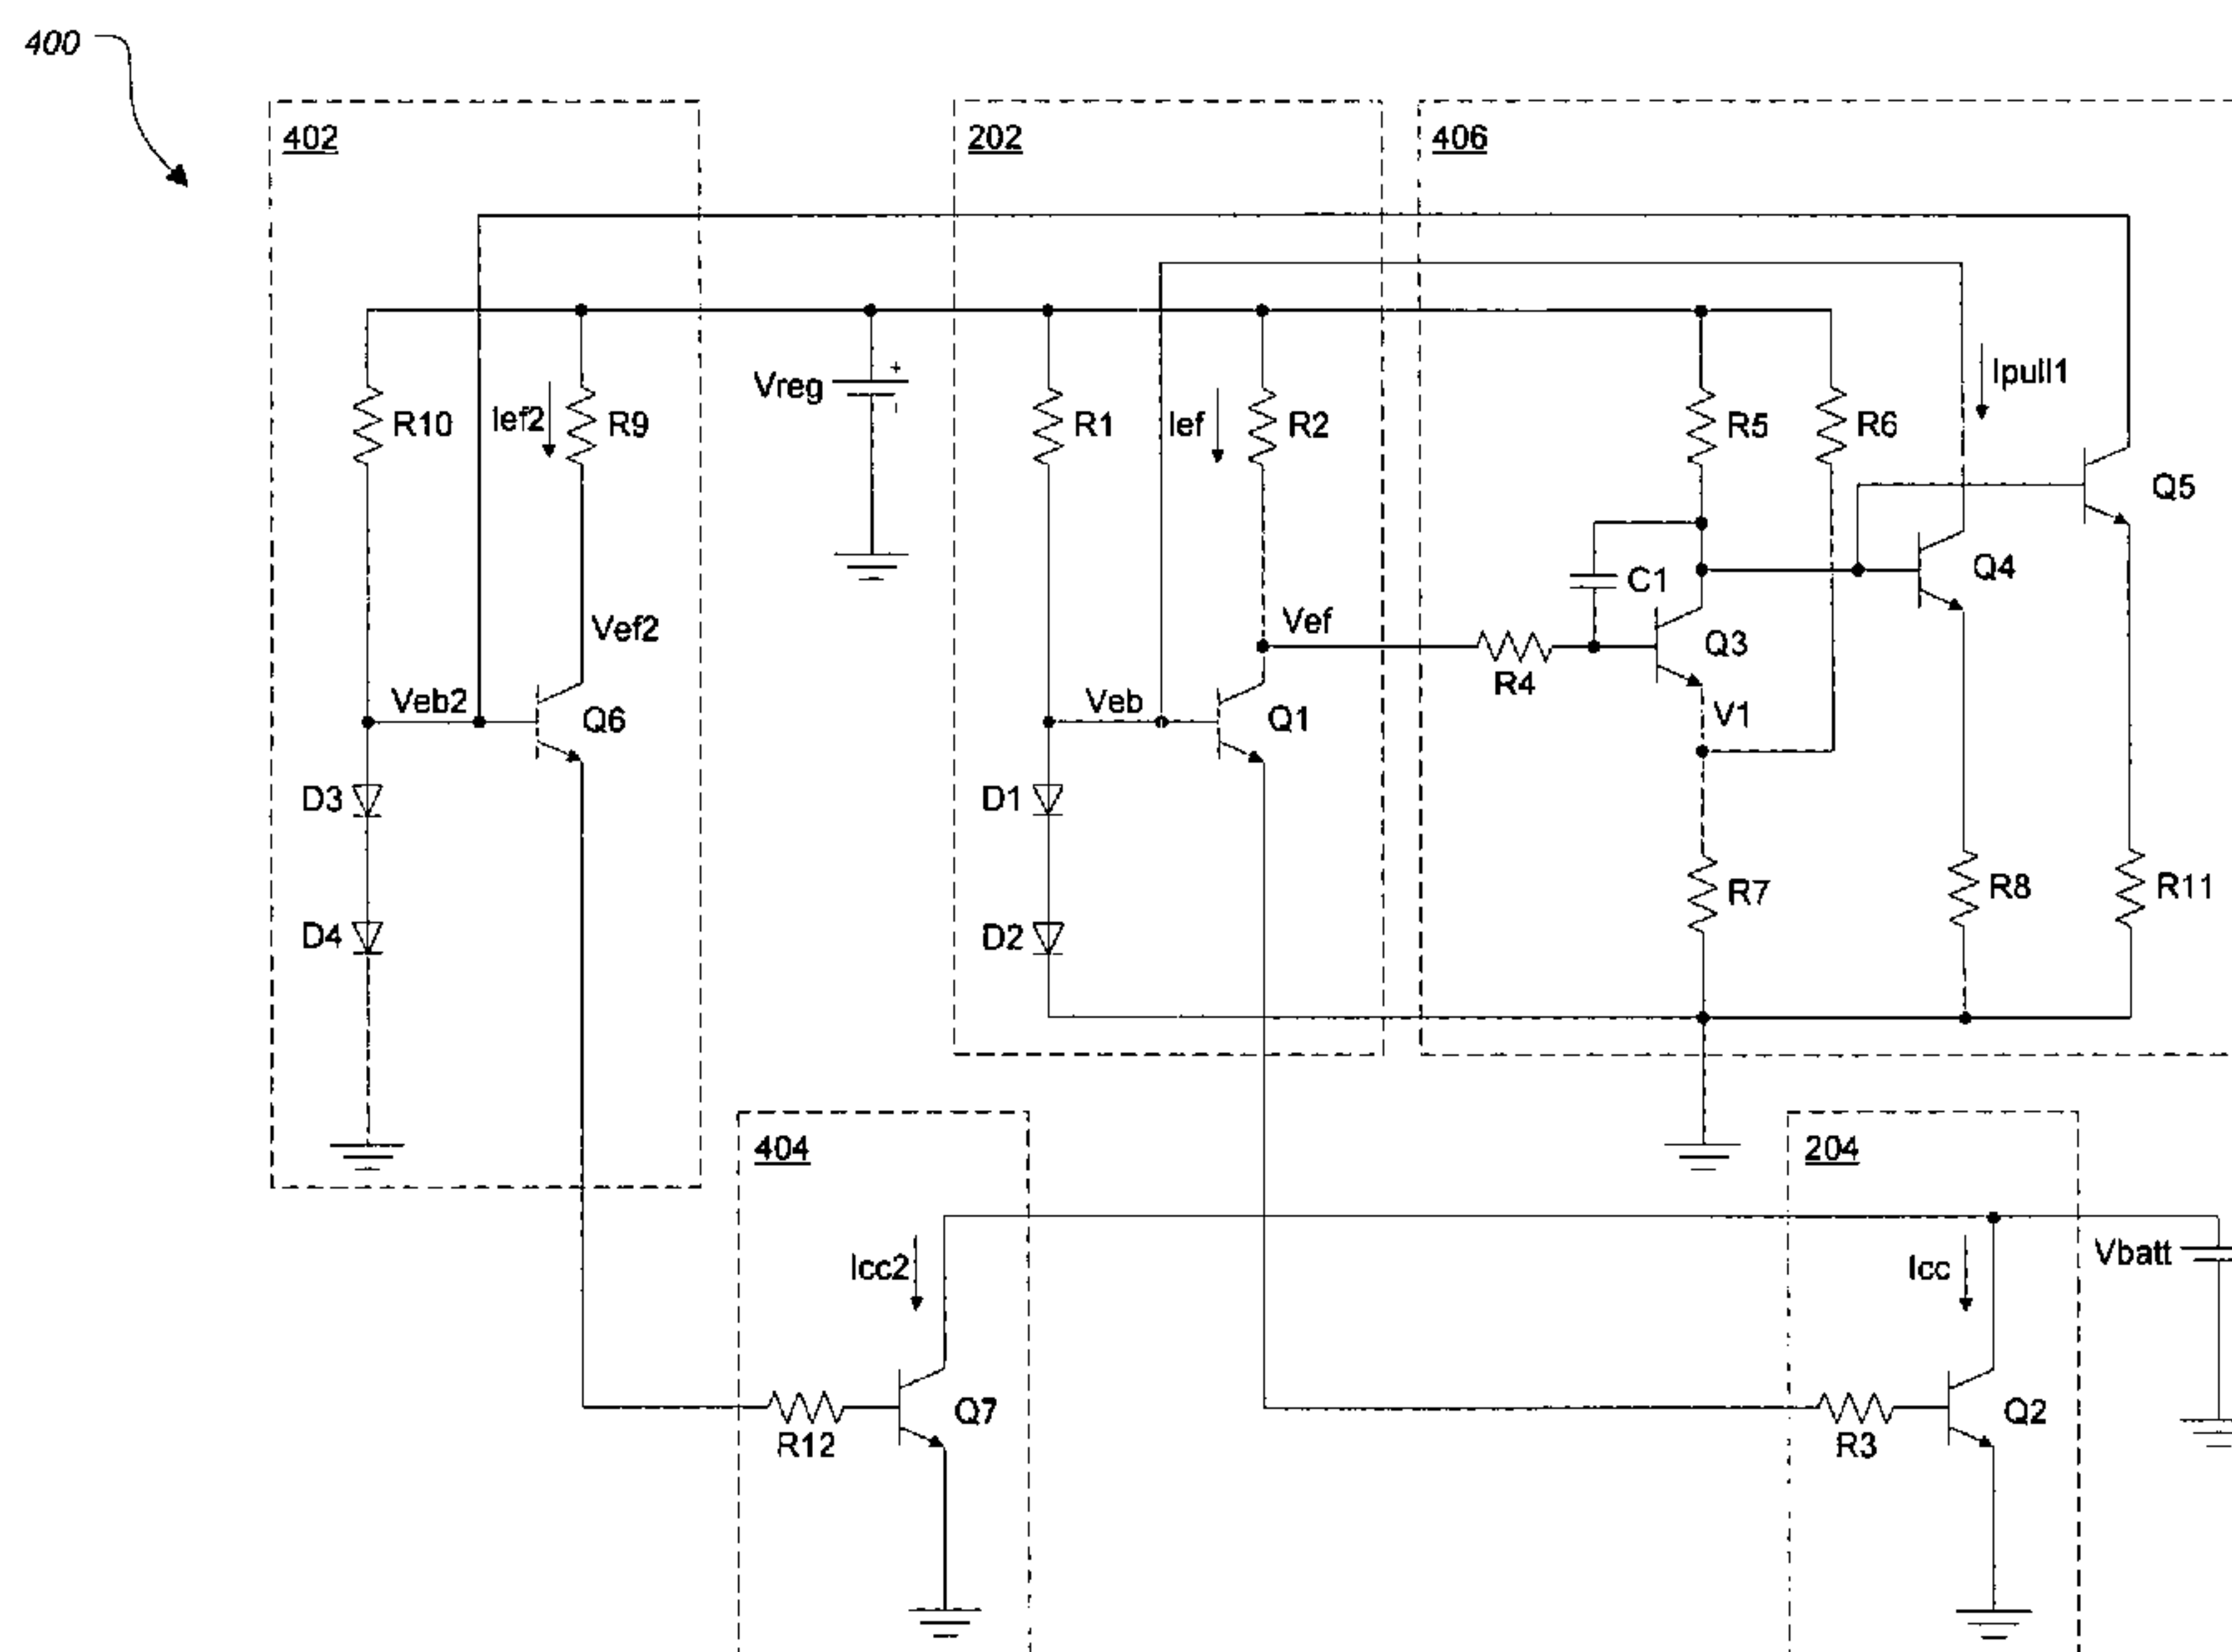 400
402
202
406
Vreg
+
-
Ipull1
R10
Ief2
R9
R1
Ief
R2
R5
R6
Q5
C1
Q4
Vef2
Vef
R4
Q3
Veb2
Q6
Veb
Q1
V1
D3
D1
R7
R8
R11
D4
D2
404
204
Icc2
Icc
Vbatt
R12
Q7
R3
Q2